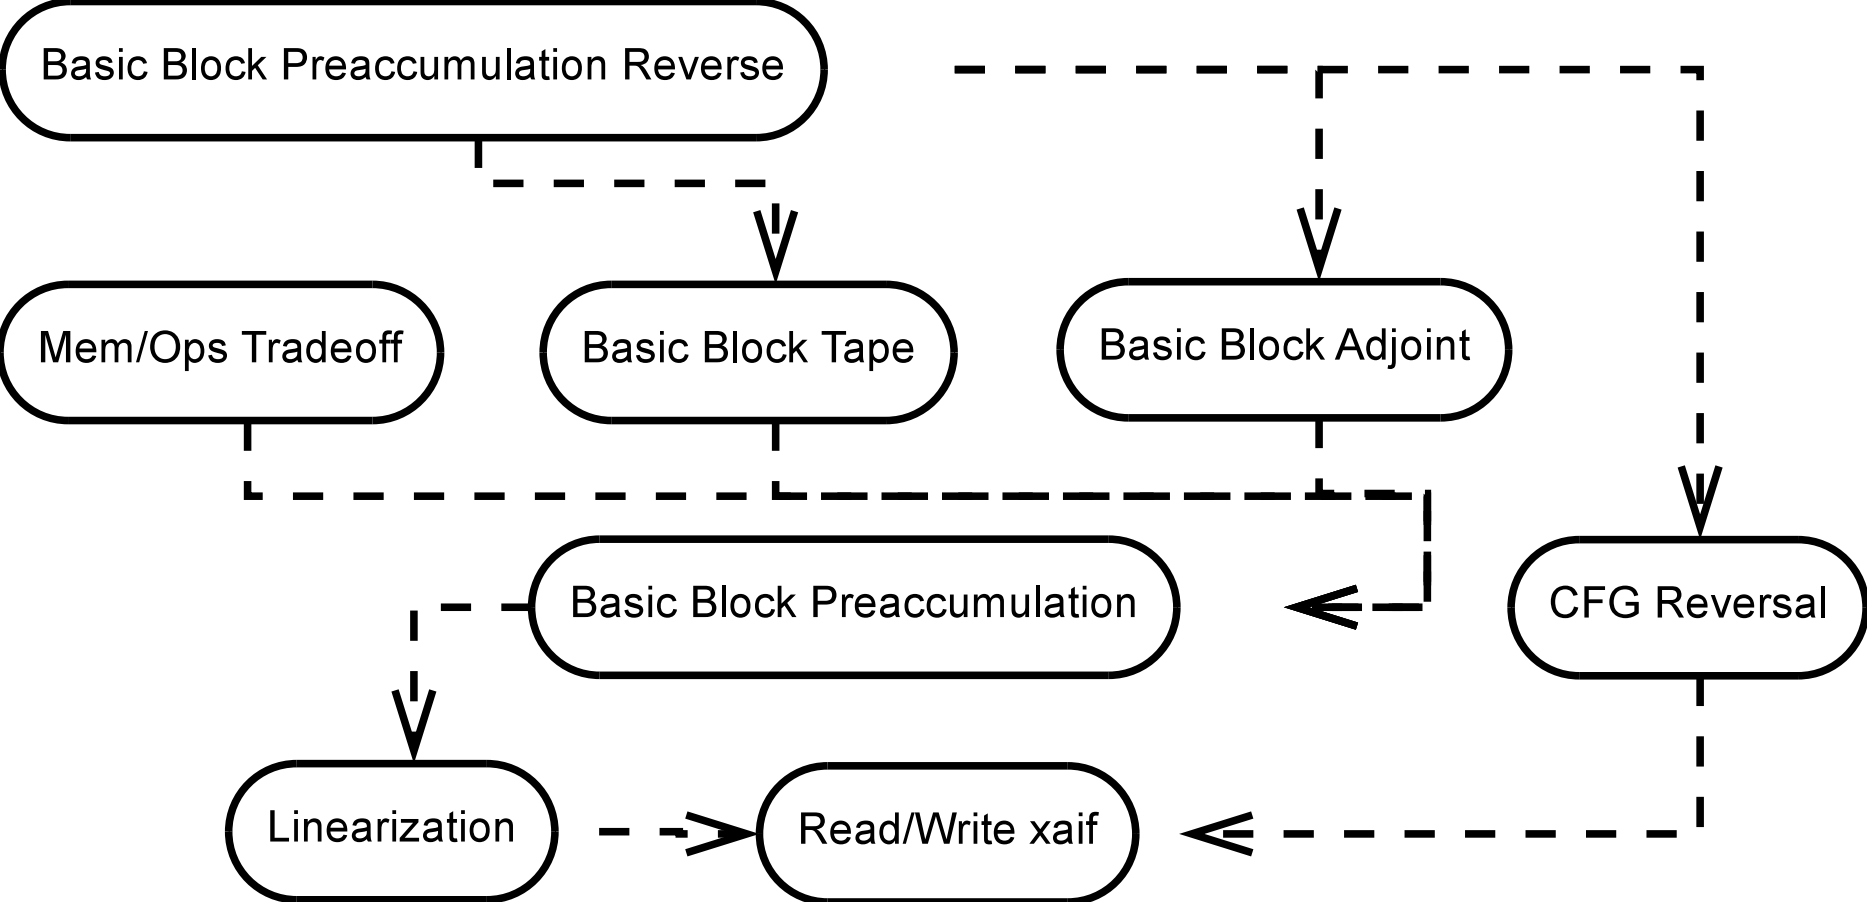 Basic Block Preaccumulation Reverse
Mem/Ops Tradeoff
Basic Block Tape
Basic Block Adjoint
Basic Block Preaccumulation
CFG Reversal
Linearization
Read/Write xaif